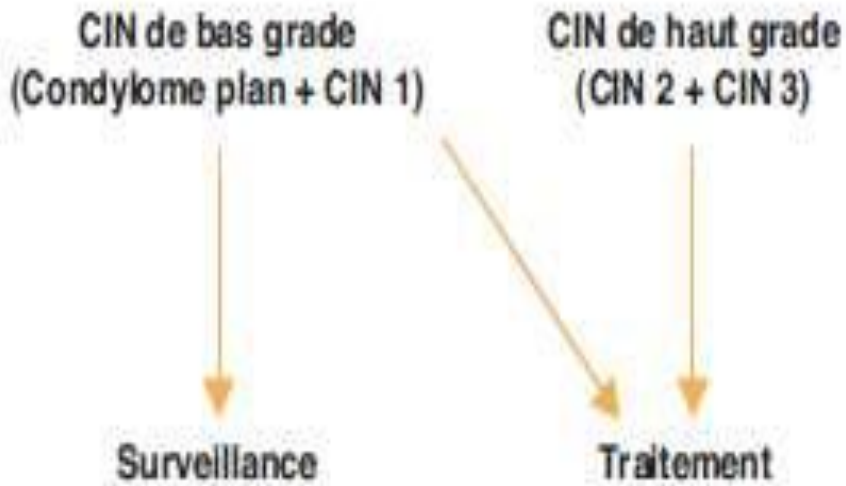 CIN de bas grade
(Condylome plan + CIN 1)
CIN de haut grade
(CIN 2 + CIN 3)
Surveillance
Traitement